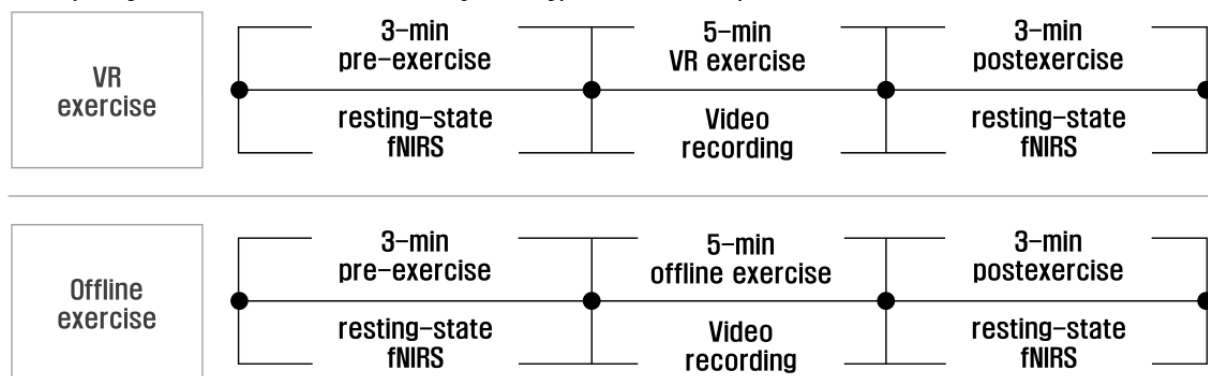 VR
exercise
3-min
pre-exercise
5-min
VR exercise
3-min
postexercise
resting-state
fNIRS
Video
recording
resting-state
fNIRS
Offline
exercise
3-min
pre-exercise
5-min
offline exercise
3-min
postexercise
resting-state
fNIRS
Video
recording
resting-state
fNIRS